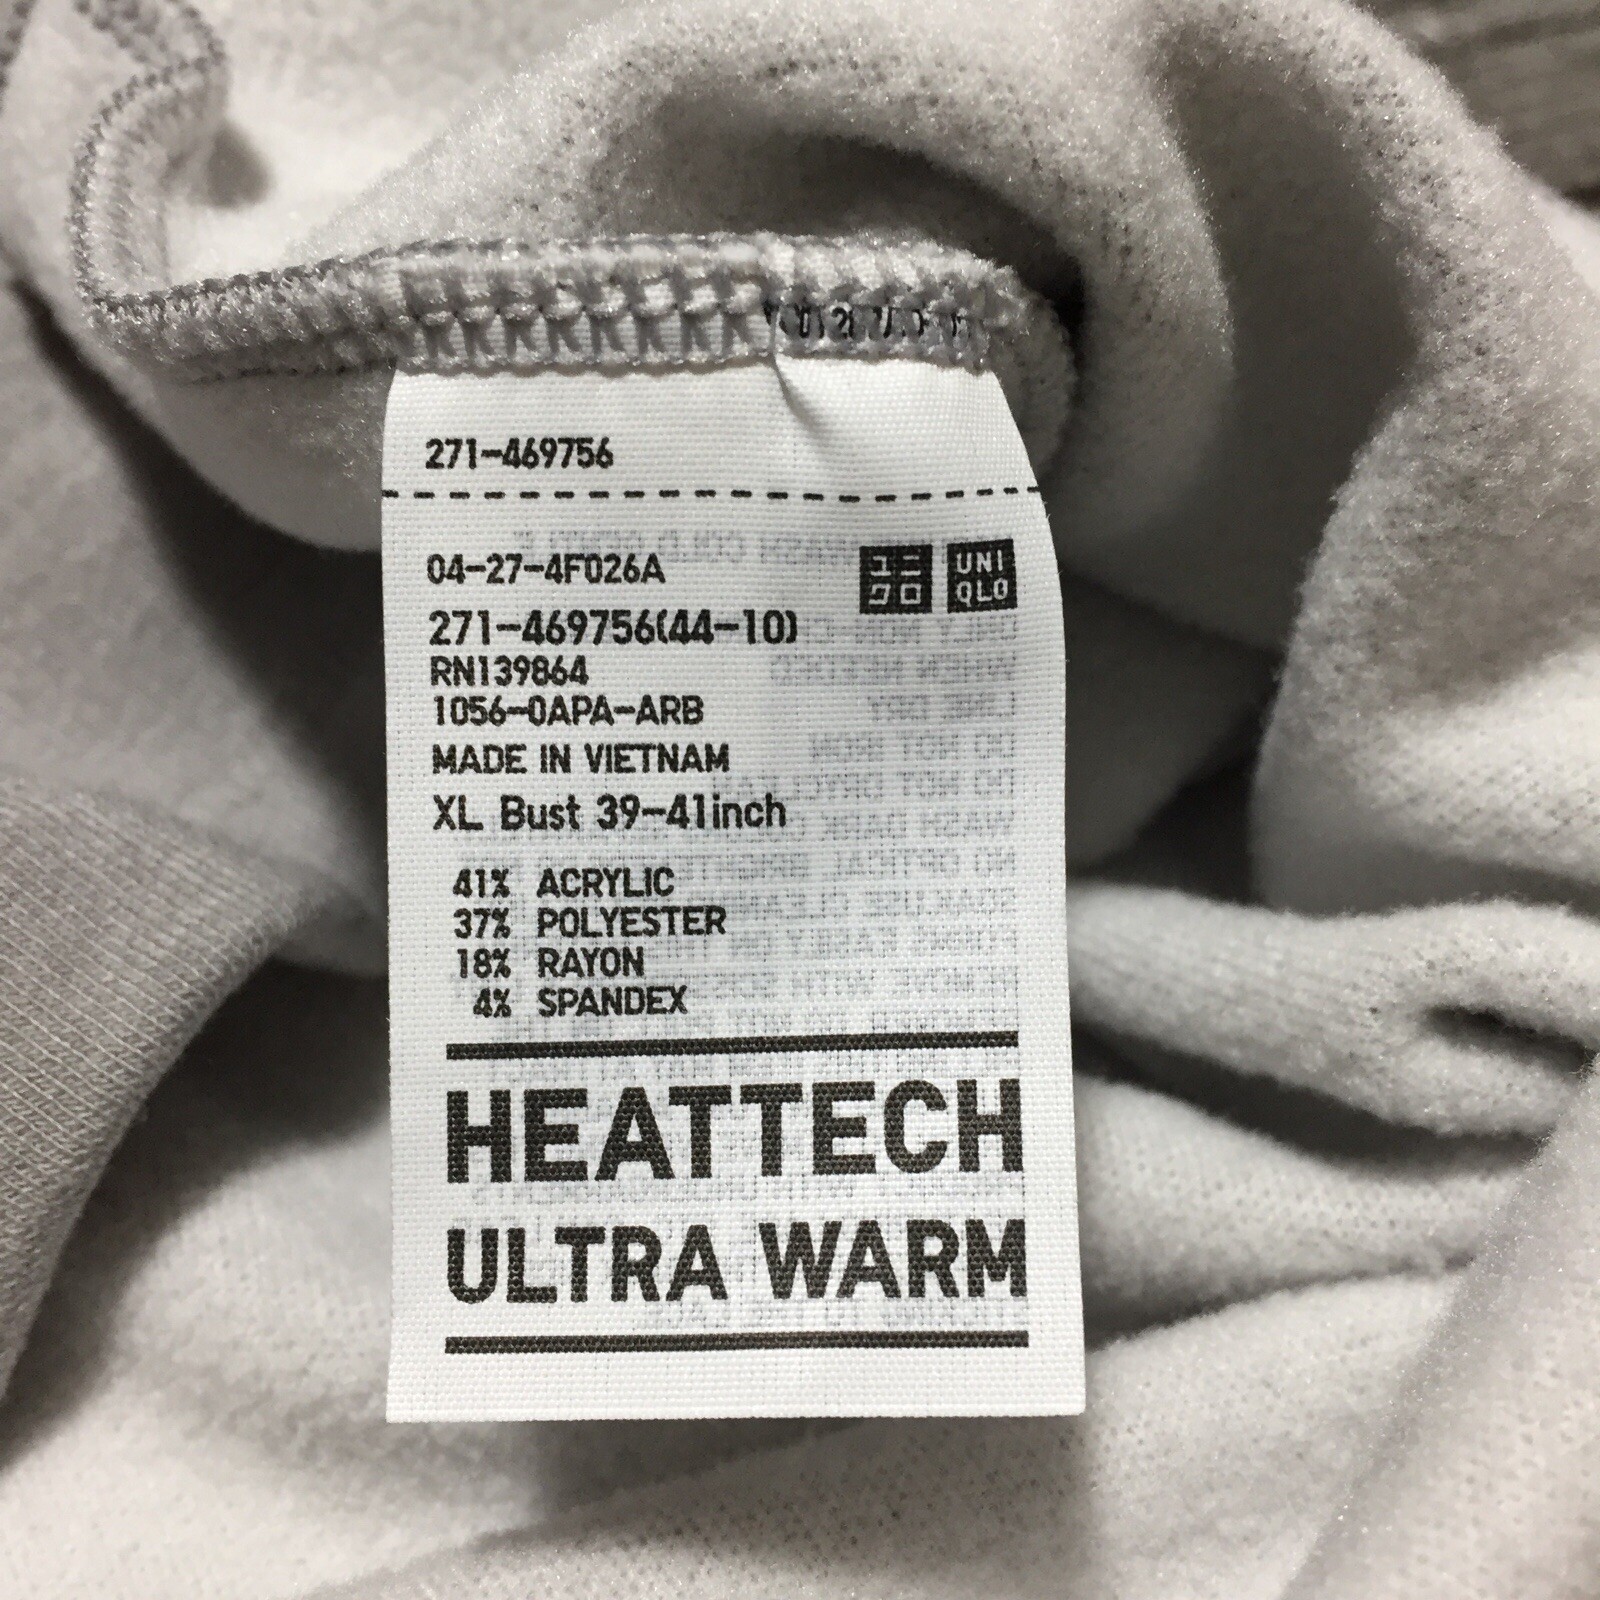 271-469756
04-27-4F026A
ユニ
クロ
UNI
QLO
271-469756(44-10)
RN139864
1056-0APA-ARB
MADE IN VIETNAM
XL Bust 39-41inch
41% ACRYLIC
37% POLYESTER
18% RAYON
4% SPANDEX
HEATTECH
ULTRA WARM